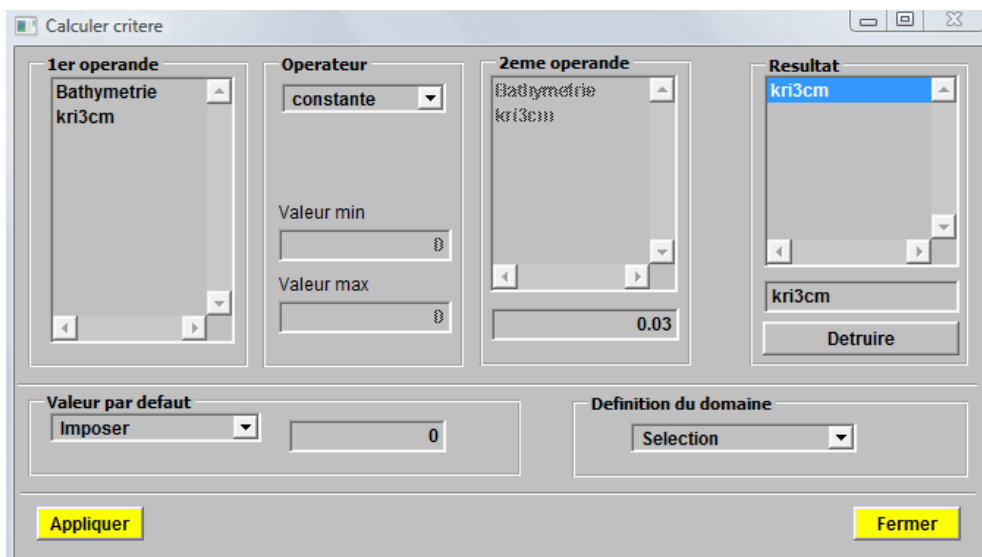 Calculer critere
1er operande
Bathymetrie
kri3cm
Operateur
constante
Valeur min
0
Valeur max
0
2eme operande
Bathymetrie
kri3cm
0.03
Resultat
kri3cm
kri3cm
Detruire
Valeur par defaut
Imposer
0
Definition du domaine
Selection
Appliquer
Fermer